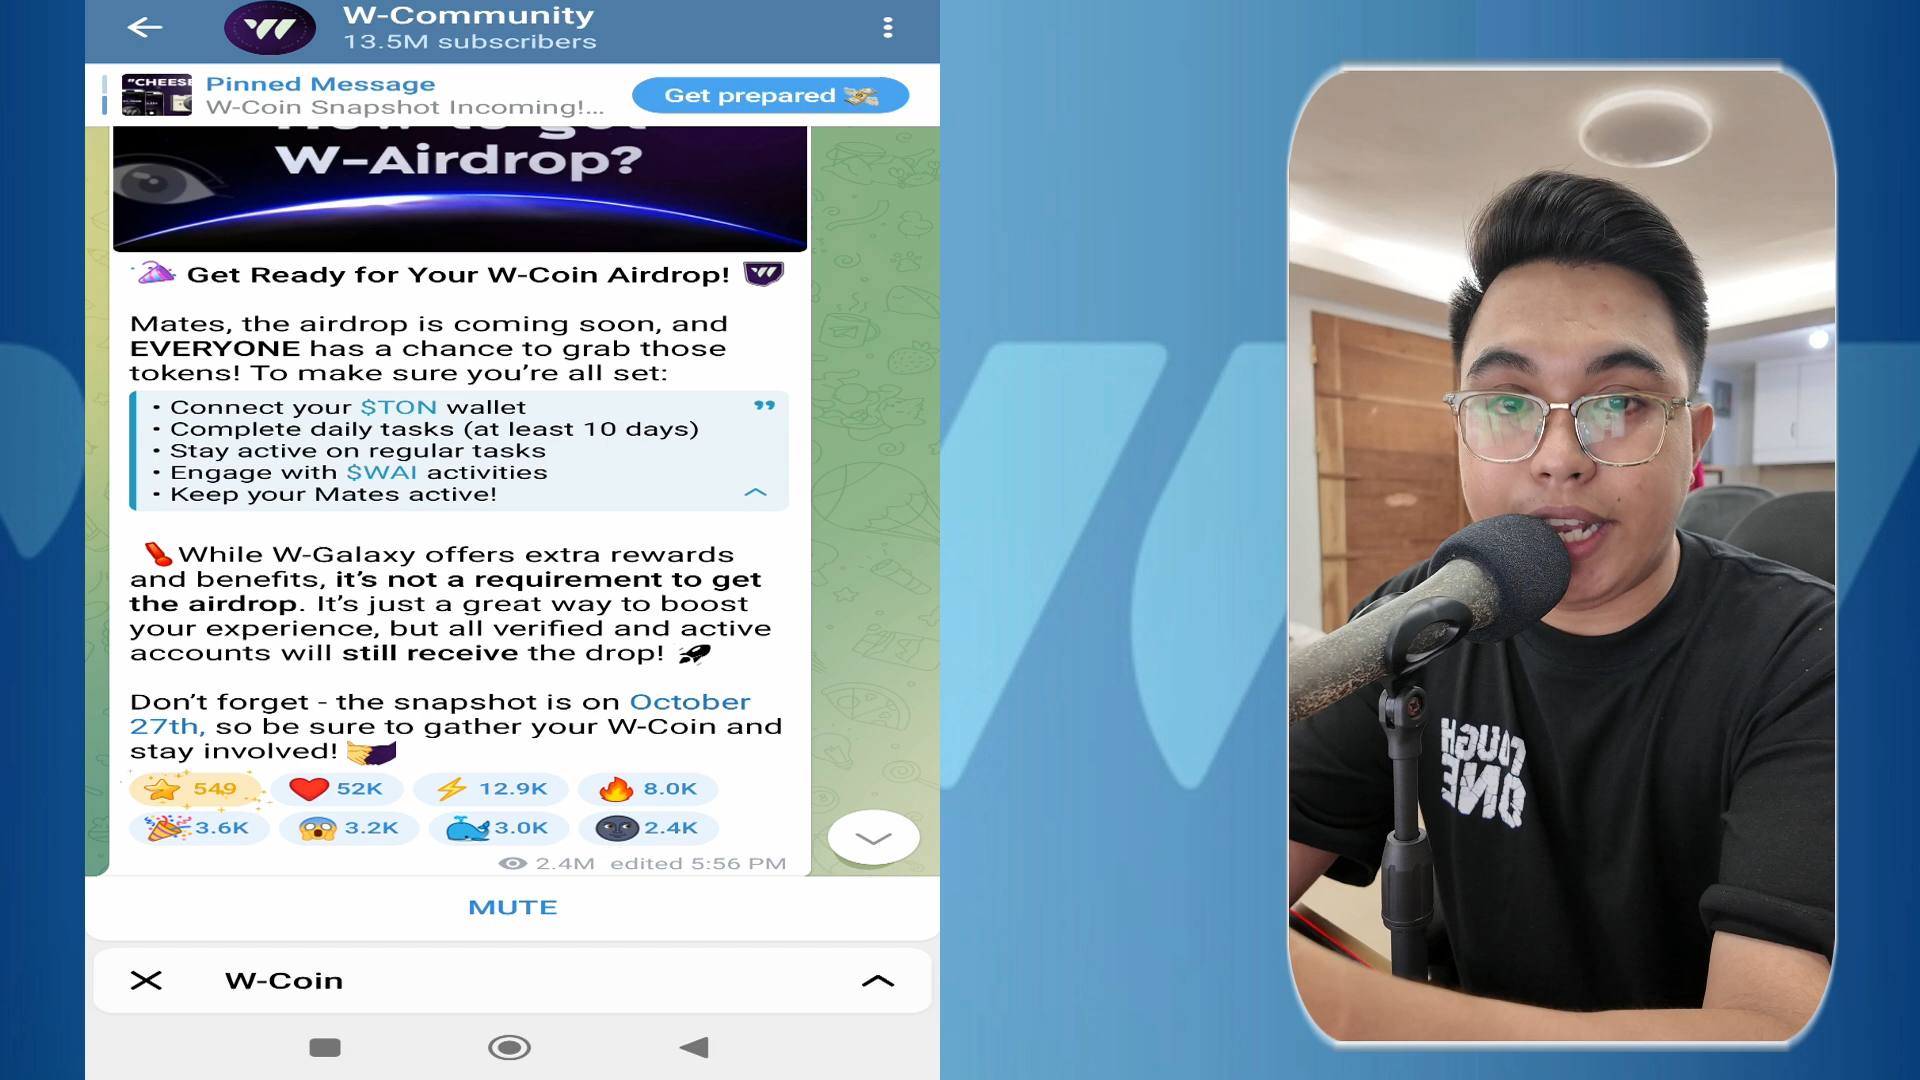 W-Community
13.5M subscribers
"CHEESE
Pinned Message
W-Coin Snapshot Incoming!...
Get prepared 💸
How to get
W-Airdrop?
🎉 Get Ready for Your W-Coin Airdrop!
Mates, the airdrop is coming soon, and
EVERYONE has a chance to grab those
tokens! To make sure you’re all set:
• Connect your $TON wallet
• Complete daily tasks (at least 10 days)
• Stay active on regular tasks
• Engage with $WAI activities
• Keep your Mates active!
❗While W-Galaxy offers extra rewards
and benefits, it’s not a requirement to get
the airdrop. It’s just a great way to boost
your experience, but all verified and active
accounts will still receive the drop! 🚀
Don’t forget - the snapshot is on October
27th, so be sure to gather your W-Coin and
stay involved! 🤝
⭐ 549 ❤️ 52K ⚡ 12.9K 🔥 8.0K
🎉 3.6K 😱 3.2K 🐳 3.0K 🌚 2.4K
2.4M edited 5:56 PM
MUTE
W-Coin
TOUGH
ONE